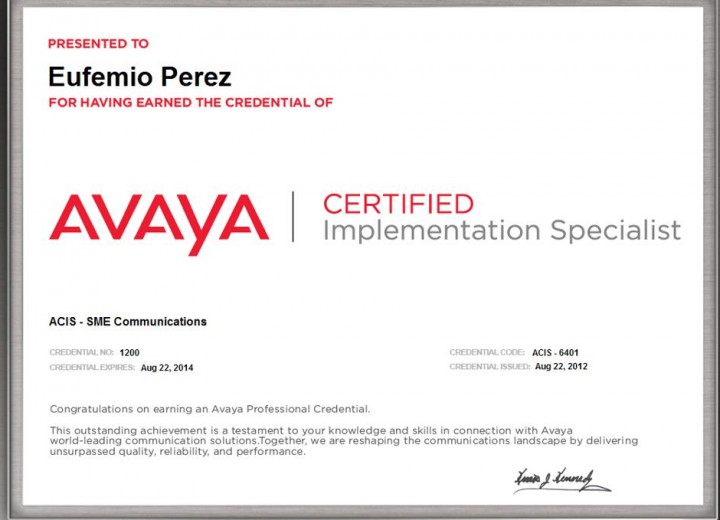 PRESENTED TO
Eufemio Perez
FOR HAVING EARNED THE CREDENTIAL OF
AVAYA | CERTIFIED
Implementation Specialist
ACIS - SME Communications
CREDENTIAL NO: 1200
CREDENTIAL EXPIRES: Aug 22, 2014
CREDENTIAL CODE: ACIS - 6401
CREDENTIAL ISSUED: Aug 22, 2012
Congratulations on earning an Avaya Professional Credential.
This outstanding achievement is a testament to your knowledge and skills in connection with Avaya
world-leading communication solutions.Together, we are reshaping the communications landscape by delivering
unsurpassed quality, reliability, and performance.